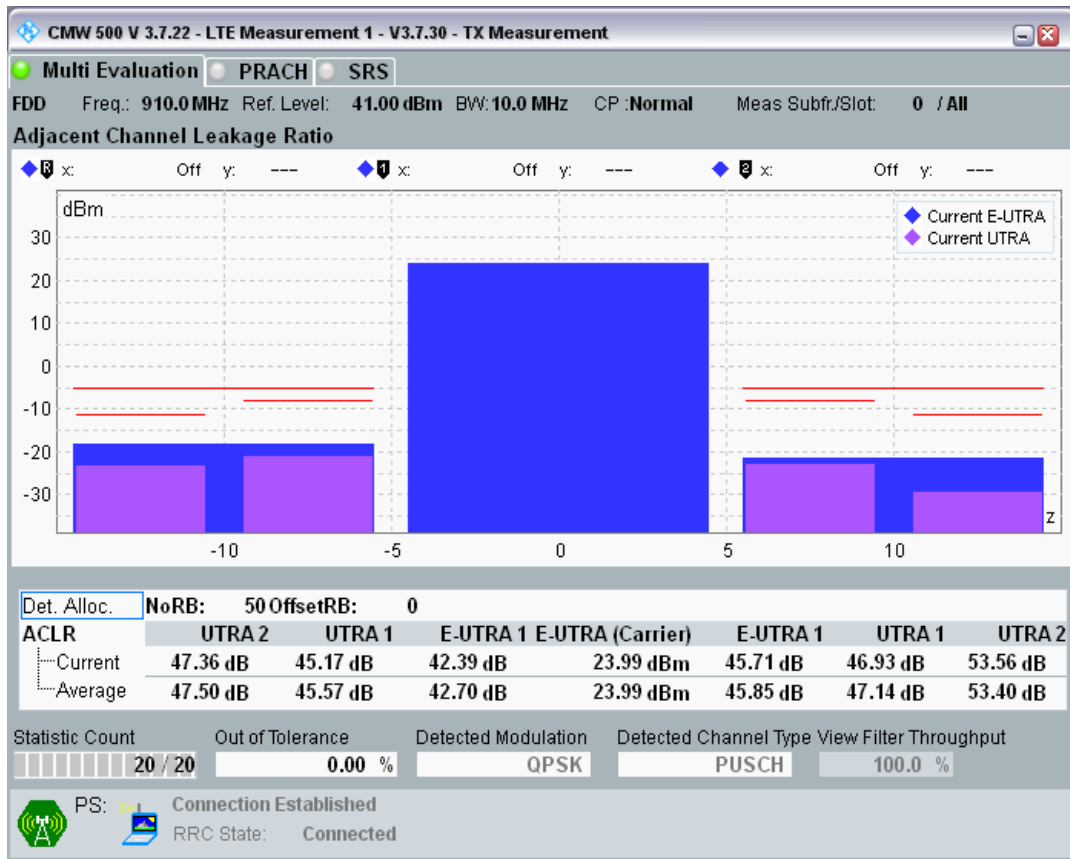 CMW 500 V 3.7.22 - LTE Measurement 1 - V3.7.30 - TX Measurement
Multi Evaluation PRACH SRS
FDD Freq.: 910.0 MHz Ref. Level: 41.00 dBm BW: 10.0 MHz CP :Normal Meas Subfr./Slot: 0 / All
Adjacent Channel Leakage Ratio
R x: Off y: --- 1 x: Off y: --- 2 x: Off y: ---
dBm
Current E-UTRA
Current UTRA
30
20
10
0
-10
-20
-30
z
-10 -5 0 5 10
Det. Alloc. NoRB: 50 OffsetRB: 0
ACLR UTRA 2 UTRA 1 E-UTRA 1 E-UTRA (Carrier) E-UTRA 1 UTRA 1 UTRA 2
Current 47.36 dB 45.17 dB 42.39 dB 23.99 dBm 45.71 dB 46.93 dB 53.56 dB
Average 47.50 dB 45.57 dB 42.70 dB 23.99 dBm 45.85 dB 47.14 dB 53.40 dB
Statistic Count Out of Tolerance Detected Modulation Detected Channel Type View Filter Throughput
20 / 20 0.00 % QPSK PUSCH 100.0 %
PS: Connection Established
RRC State: Connected